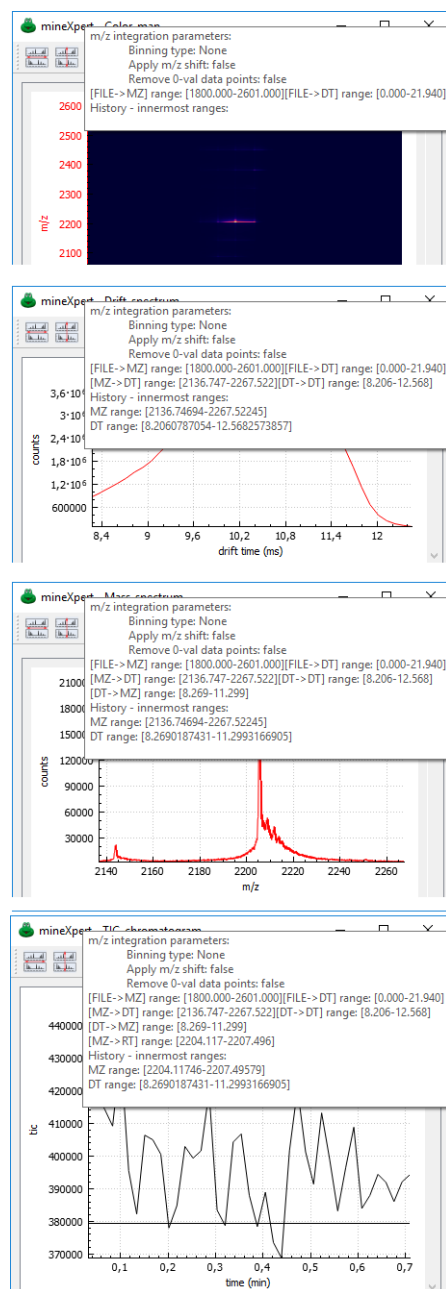 mineXpert - Color-map
m/z integration parameters:
Binning type: None
Apply m/z shift: false
Remove 0-val data points: false
[FILE->MZ] range: [1800.000-2601.000][FILE->DT] range: [0.000-21.940]
History - innermost ranges:
2600
2500
2400
2300
2200
2100
m/z
mineXpert - Drift spectrum
m/z integration parameters:
Binning type: None
Apply m/z shift: false
Remove 0-val data points: false
[FILE->MZ] range: [1800.000-2601.000][FILE->DT] range: [0.000-21.940]
[MZ->DT] range: [2136.747-2267.522][DT->DT] range: [8.206-12.568]
History - innermost ranges:
MZ range: [2136.74694-2267.52245]
DT range: [8.2060787054-12.5682573857]
3,6·10⁶
3·10⁶
2,4·10⁶
1,8·10⁶
1,2·10⁶
600000
counts
8,4 9 9,6 10,2 10,8 11,4 12
drift time (ms)
mineXpert - Mass spectrum
m/z integration parameters:
Binning type: None
Apply m/z shift: false
Remove 0-val data points: false
[FILE->MZ] range: [1800.000-2601.000][FILE->DT] range: [0.000-21.940]
[MZ->DT] range: [2136.747-2267.522][DT->DT] range: [8.206-12.568]
[DT->MZ] range: [8.269-11.299]
History - innermost ranges:
MZ range: [2136.74694-2267.52245]
DT range: [8.2690187431-11.2993166905]
120000
90000
60000
30000
counts
2140 2160 2180 2200 2220 2240 2260
m/z
mineXpert - TIC chromatogram
m/z integration parameters:
Binning type: None
Apply m/z shift: false
Remove 0-val data points: false
[FILE->MZ] range: [1800.000-2601.000][FILE->DT] range: [0.000-21.940]
[MZ->DT] range: [2136.747-2267.522][DT->DT] range: [8.206-12.568]
[DT->MZ] range: [8.269-11.299]
[MZ->RT] range: [2204.117-2207.496]
History - innermost ranges:
MZ range: [2204.11746-2207.49579]
DT range: [8.2690187431-11.2993166905]
440000
430000
420000
410000
400000
390000
380000
370000
tic
0,1 0,2 0,3 0,4 0,5 0,6 0,7
time (min)